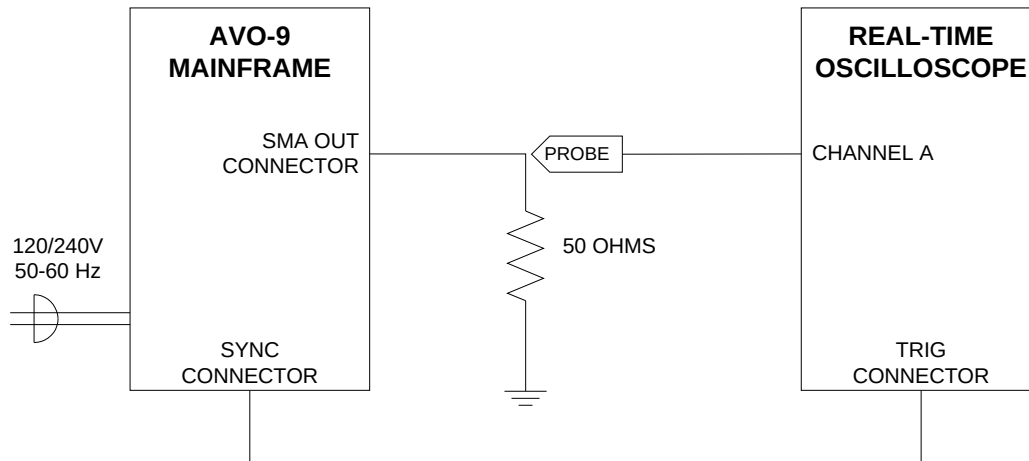 AVO-9
MAINFRAME
SMA OUT
CONNECTOR
120/240V
50-60 Hz
SYNC
CONNECTOR
PROBE
50 OHMS
REAL-TIME
OSCILLOSCOPE
CHANNEL A
TRIG
CONNECTOR